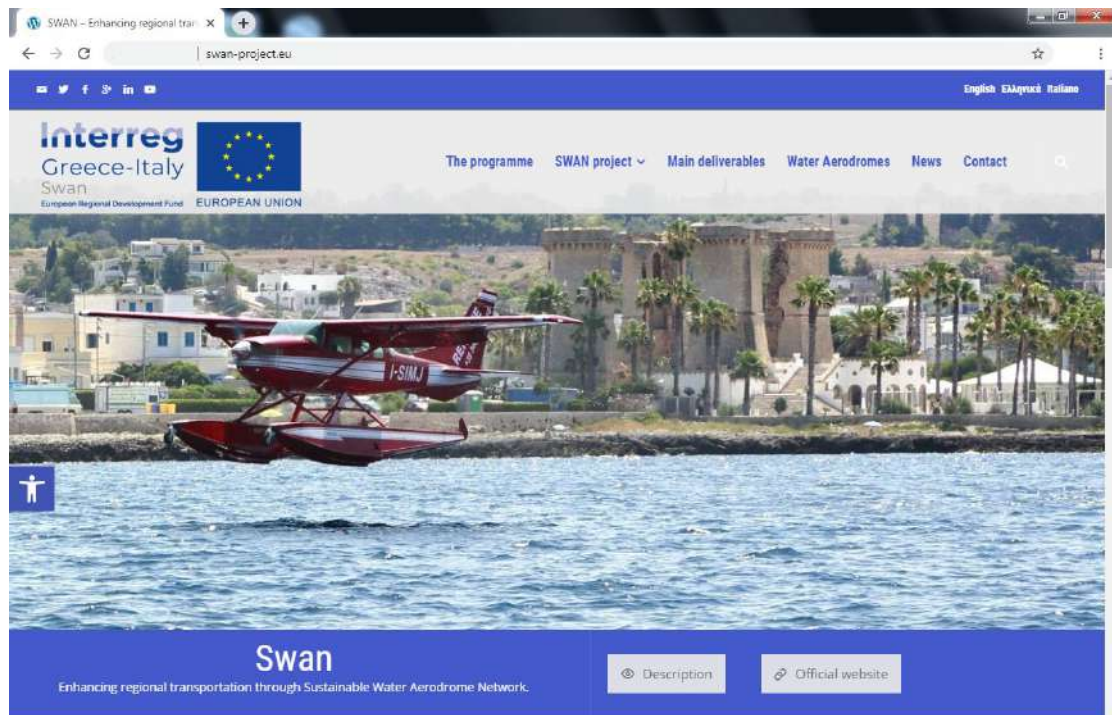 SWAN – Enhancing regional tran
swan-project.eu
English Ελληνικά Italiano
Interreg
Greece-Italy
Swan
European Regional Development Fund
EUROPEAN UNION
The programme SWAN project Main deliverables Water Aerodromes News Contact
I-SIMJ
Swan
Enhancing regional transportation through Sustainable Water Aerodrome Network.
Description
Official website